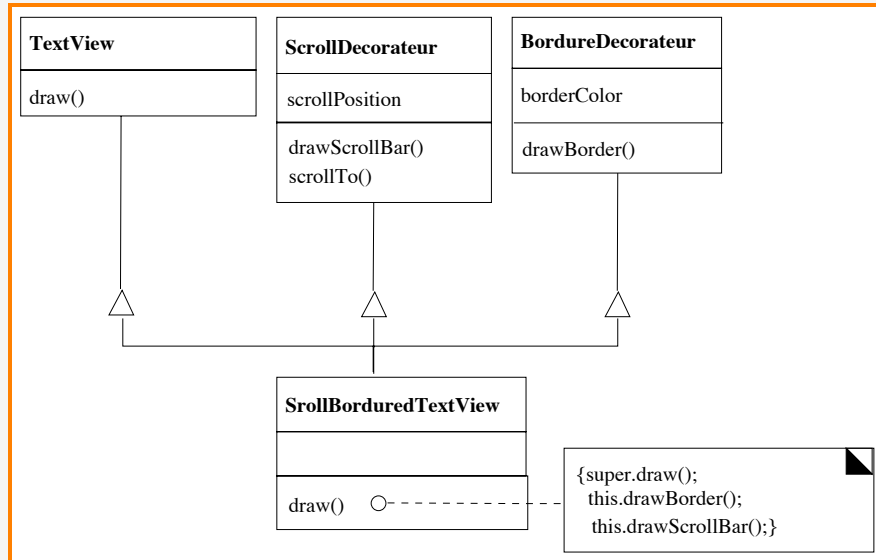 TextView
draw()
ScrollDecorateur
scrollPosition
drawScrollBar()
scrollTo()
BordureDecorateur
borderColor
drawBorder()
SrollBorduredTextView
draw()
{super.draw();
this.drawBorder();
this.drawScrollBar();}